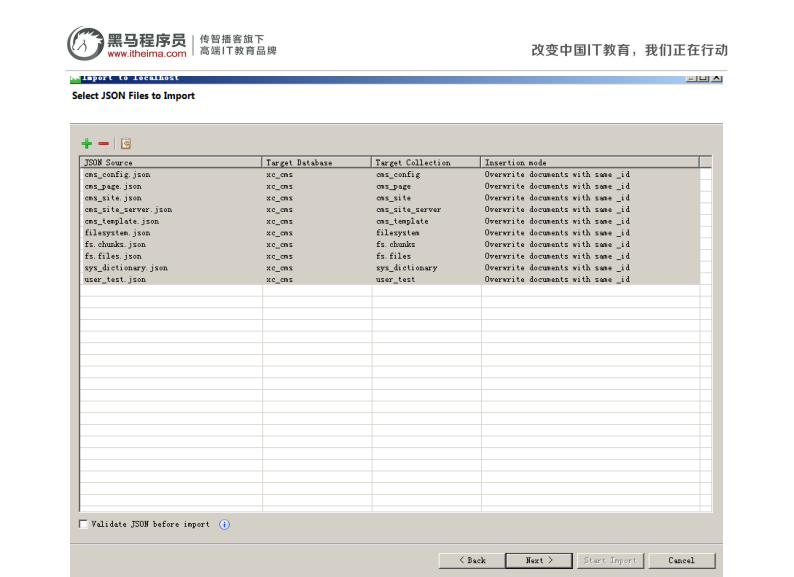 黑马程序员
www.itheima.com
传智播客旗下
高端IT教育品牌
改变中国IT教育，我们正在行动
Import to localhost
Select JSON Files to Import
JSON Source Target Database Target Collection Insertion mode
cms_config.json xc_cms cms_config Overwrite documents with same _id
cms_page.json xc_cms cms_page Overwrite documents with same _id
cms_site.json xc_cms cms_site Overwrite documents with same _id
cms_site_server.json xc_cms cms_site_server Overwrite documents with same _id
cms_template.json xc_cms cms_template Overwrite documents with same _id
filesystem.json xc_cms filesystem Overwrite documents with same _id
fs.chunks.json xc_cms fs.chunks Overwrite documents with same _id
fs.files.json xc_cms fs.files Overwrite documents with same _id
sys_dictionary.json xc_cms sys_dictionary Overwrite documents with same _id
user_test.json xc_cms user_test Overwrite documents with same _id
Validate JSON before import
< Back Next > Start Import Cancel